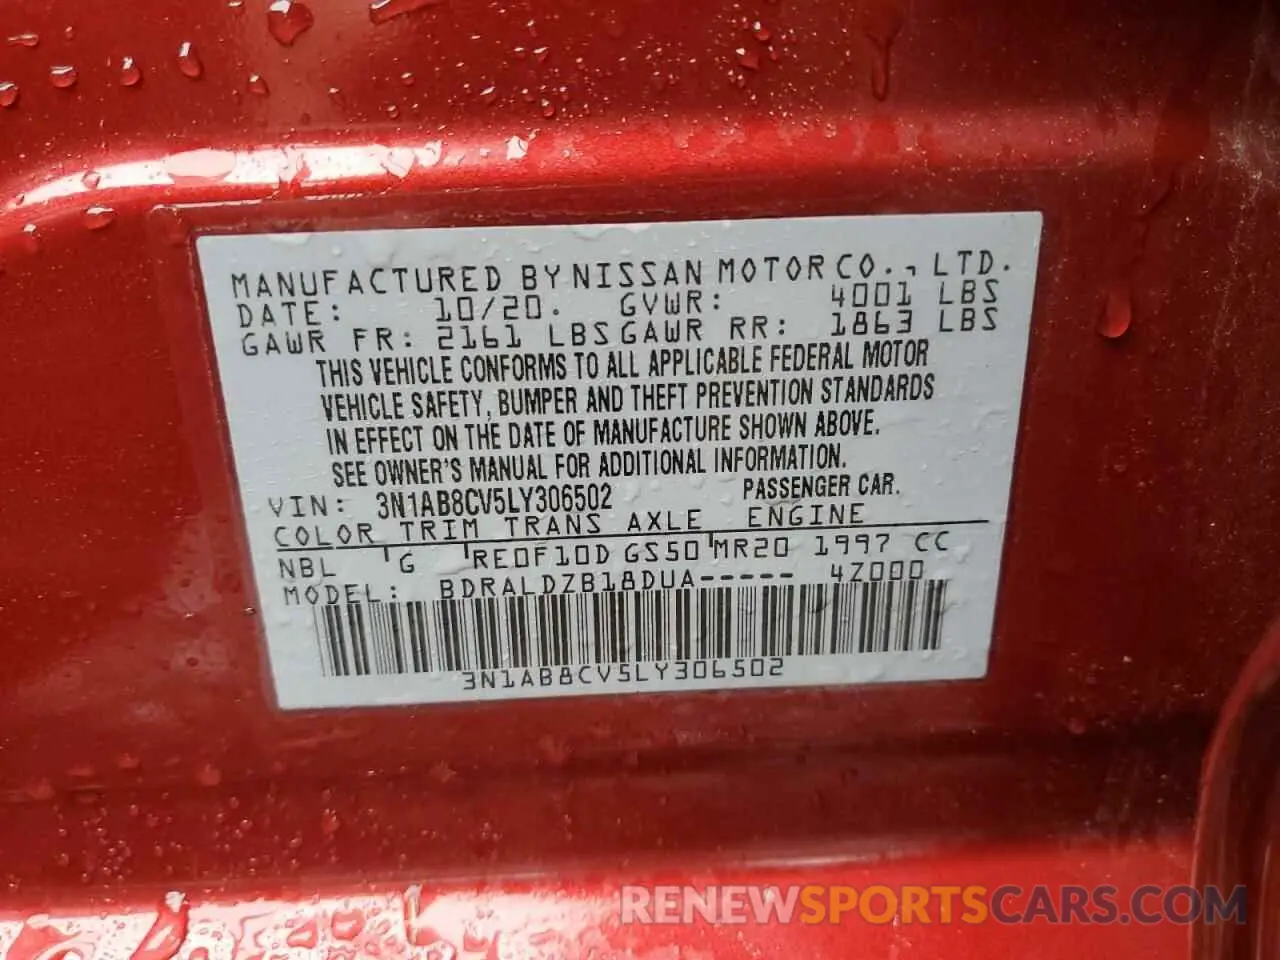 MANUFACTURED BY NISSAN MOTOR CO., LTD.
DATE: 10/20. GVWR: 4001 LBS
GAWR FR: 2161 LBS GAWR RR: 1863 LBS
THIS VEHICLE CONFORMS TO ALL APPLICABLE FEDERAL MOTOR
VEHICLE SAFETY, BUMPER AND THEFT PREVENTION STANDARDS
IN EFFECT ON THE DATE OF MANUFACTURE SHOWN ABOVE.
SEE OWNER'S MANUAL FOR ADDITIONAL INFORMATION.
VIN: 3N1AB8CV5LY306502 PASSENGER CAR.
COLOR TRIM TRANS AXLE ENGINE
NBL G RE0F10D GS50 MR20 1997 CC
MODEL: BDRALDZB18DUA----- 4Z000
3N1AB8CV5LY306502
RENEWSPORTSCARS.COM